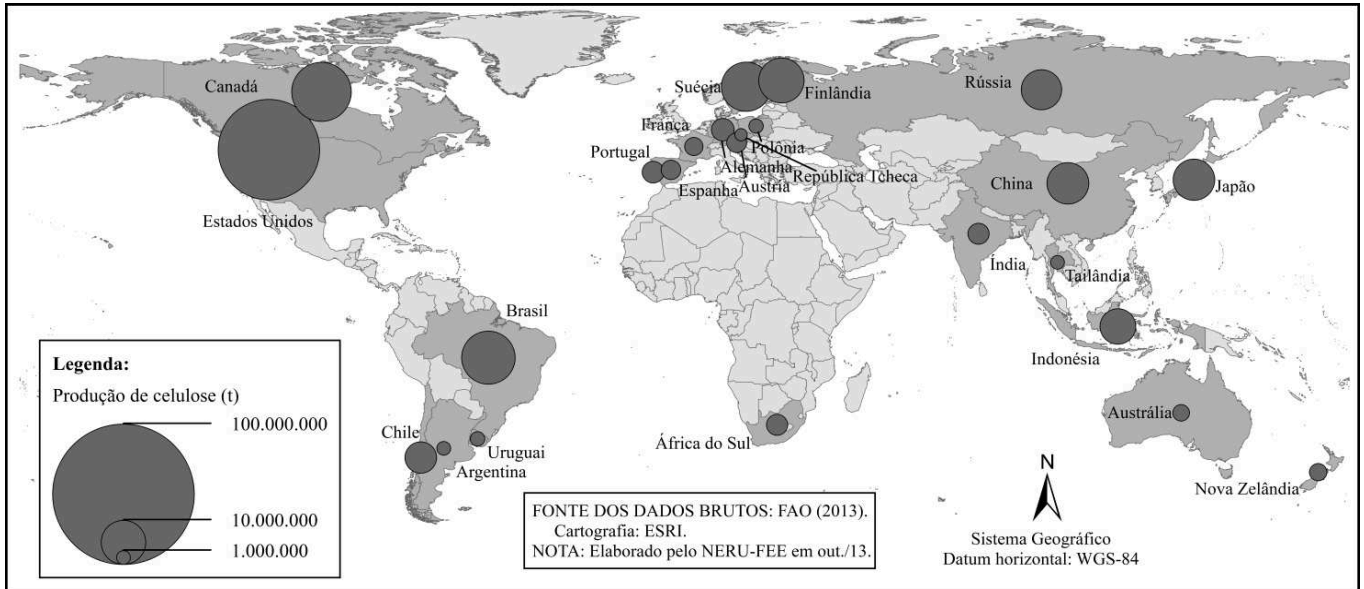 Canadá
Suécia
Finlândia
Rússia
França
Polônia
Portugal
Alemanha
República Tcheca
Espanha
Austria
China
Japão
Estados Unidos
Índia
Tailândia
Brasil
Indonésia
Legenda:
Produção de celulose (t)
100.000.000
10.000.000
1.000.000
Chile
Uruguai
Argentina
África do Sul
Austrália
Nova Zelândia
N
FONTE DOS DADOS BRUTOS: FAO (2013).
Cartografia: ESRI.
NOTA: Elaborado pelo NERU-FEE em out./13.
Sistema Geográfico
Datum horizontal: WGS-84